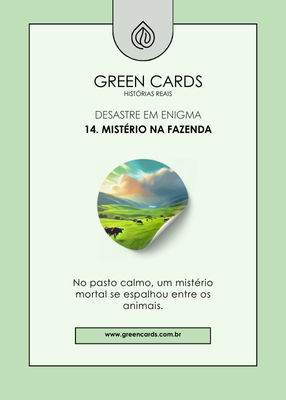 GREEN CARDS
HISTÓRIAS REAIS
DESASTRE EM ENIGMA
14. MISTÉRIO NA FAZENDA
No pasto calmo, um mistério
mortal se espalhou entre os
animais.
www.greencards.com.br